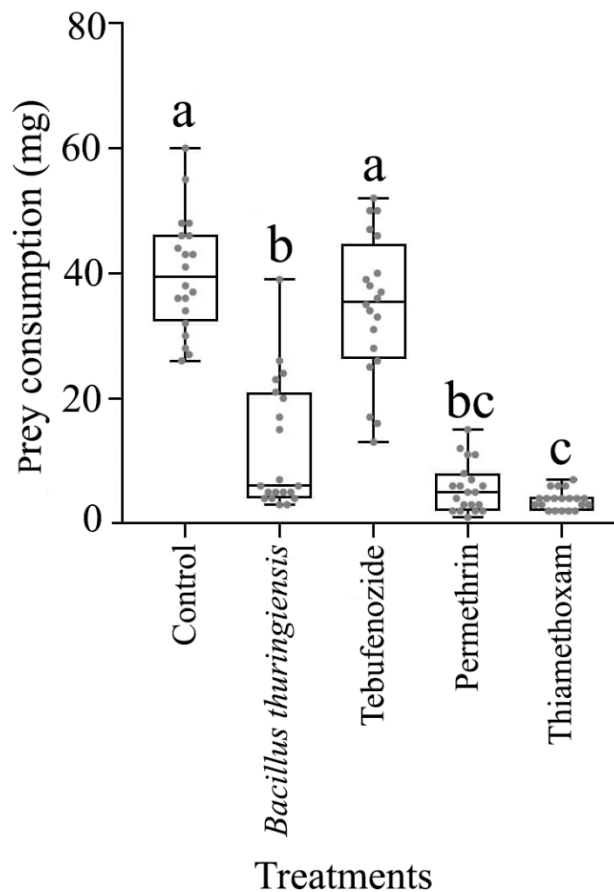 Prey consumption (mg)
80
60
40
20
0
a
b
a
bc
c
Control
Bacillus thuringiensis
Tebufenozide
Permethrin
Thiamethoxam
Treatments